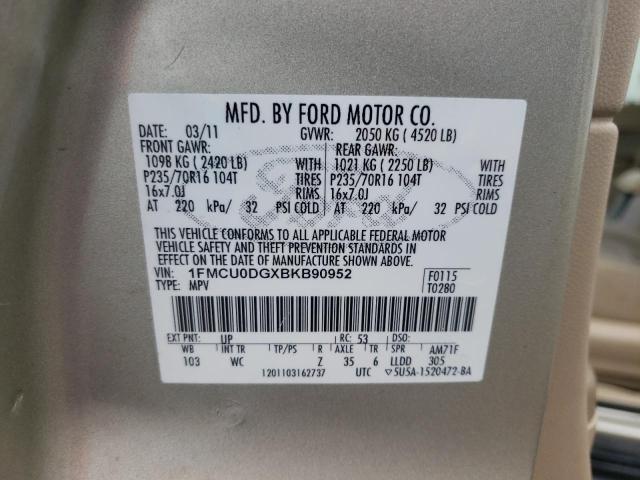 MFD. BY FORD MOTOR CO.
DATE: 03/11 GVWR: 2050 KG ( 4520 LB)
FRONT GAWR: REAR GAWR:
1098 KG ( 2420 LB) WITH 1021 KG ( 2250 LB) WITH
P235/70R16 104T TIRES P235/70R16 104T TIRES
16x7.0J RIMS 16x7.0J RIMS
AT 220 kPa/ 32 PSI COLD AT 220 kPa/ 32 PSI COLD
THIS VEHICLE CONFORMS TO ALL APPLICABLE FEDERAL MOTOR
VEHICLE SAFETY AND THEFT PREVENTION STANDARDS IN
EFFECT ON THE DATE OF MANUFACTURE SHOWN ABOVE.
VIN: 1FMCU0DGXBKB90952 F0115
TYPE: MPV T0280
EXT PNT: UP RC: 53 DSO:
WB INT TR TP/PS R AXLE TR SPR AM71F
103 WC Z 35 6 LLDD 305
1201103162737 UTC ▽5U5A-1520472-BA
Ford